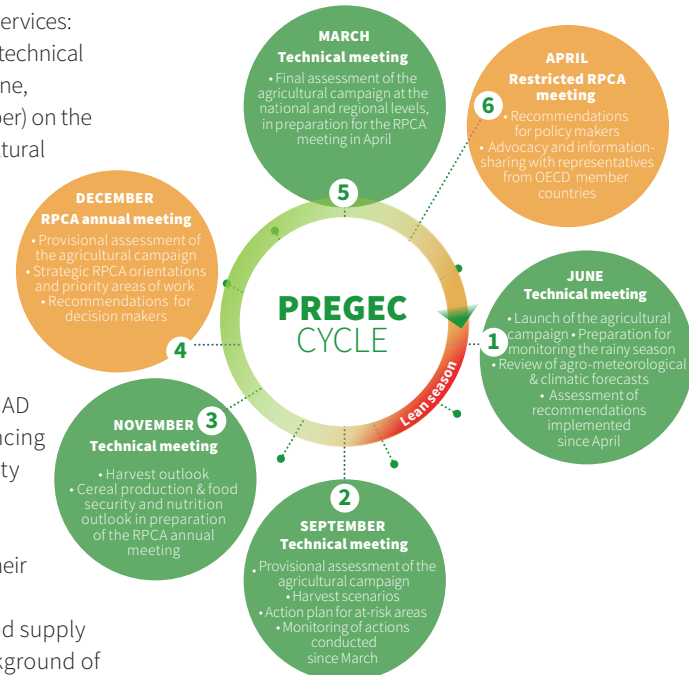 ervices:
technical
ne,
er) on the
tural
AD
ncing
ty
heir
d supply
kground of
MARCH
Technical meeting
• Final assessment of the
agricultural campaign at the
national and regional levels,
in preparation for the RPCA
meeting in April
5
APRIL
Restricted RPCA
meeting
6
• Recommendations
for policy makers
• Advocacy and information-
sharing with representatives
from OECD member
countries
DECEMBER
RPCA annual meeting
• Provisional assessment of
the agricultural campaign
• Strategic RPCA orientations
and priority areas of work
• Recommendations for
decision makers
4
PREGEC
CYCLE
Lean season
JUNE
Technical meeting
1
• Launch of the agricultural
campaign • Preparation for
monitoring the rainy season
• Review of agro-meteorological
& climatic forecasts
• Assessment of
recommendations
implemented
since April
NOVEMBER
3
Technical meeting
• Harvest outlook
• Cereal production & food
security and nutrition
outlook in preparation
of the RPCA annual
meeting
2
SEPTEMBER
Technical meeting
• Provisional assessment of the
agricultural campaign
• Harvest scenarios
• Action plan for at-risk areas
• Monitoring of actions
conducted
since March